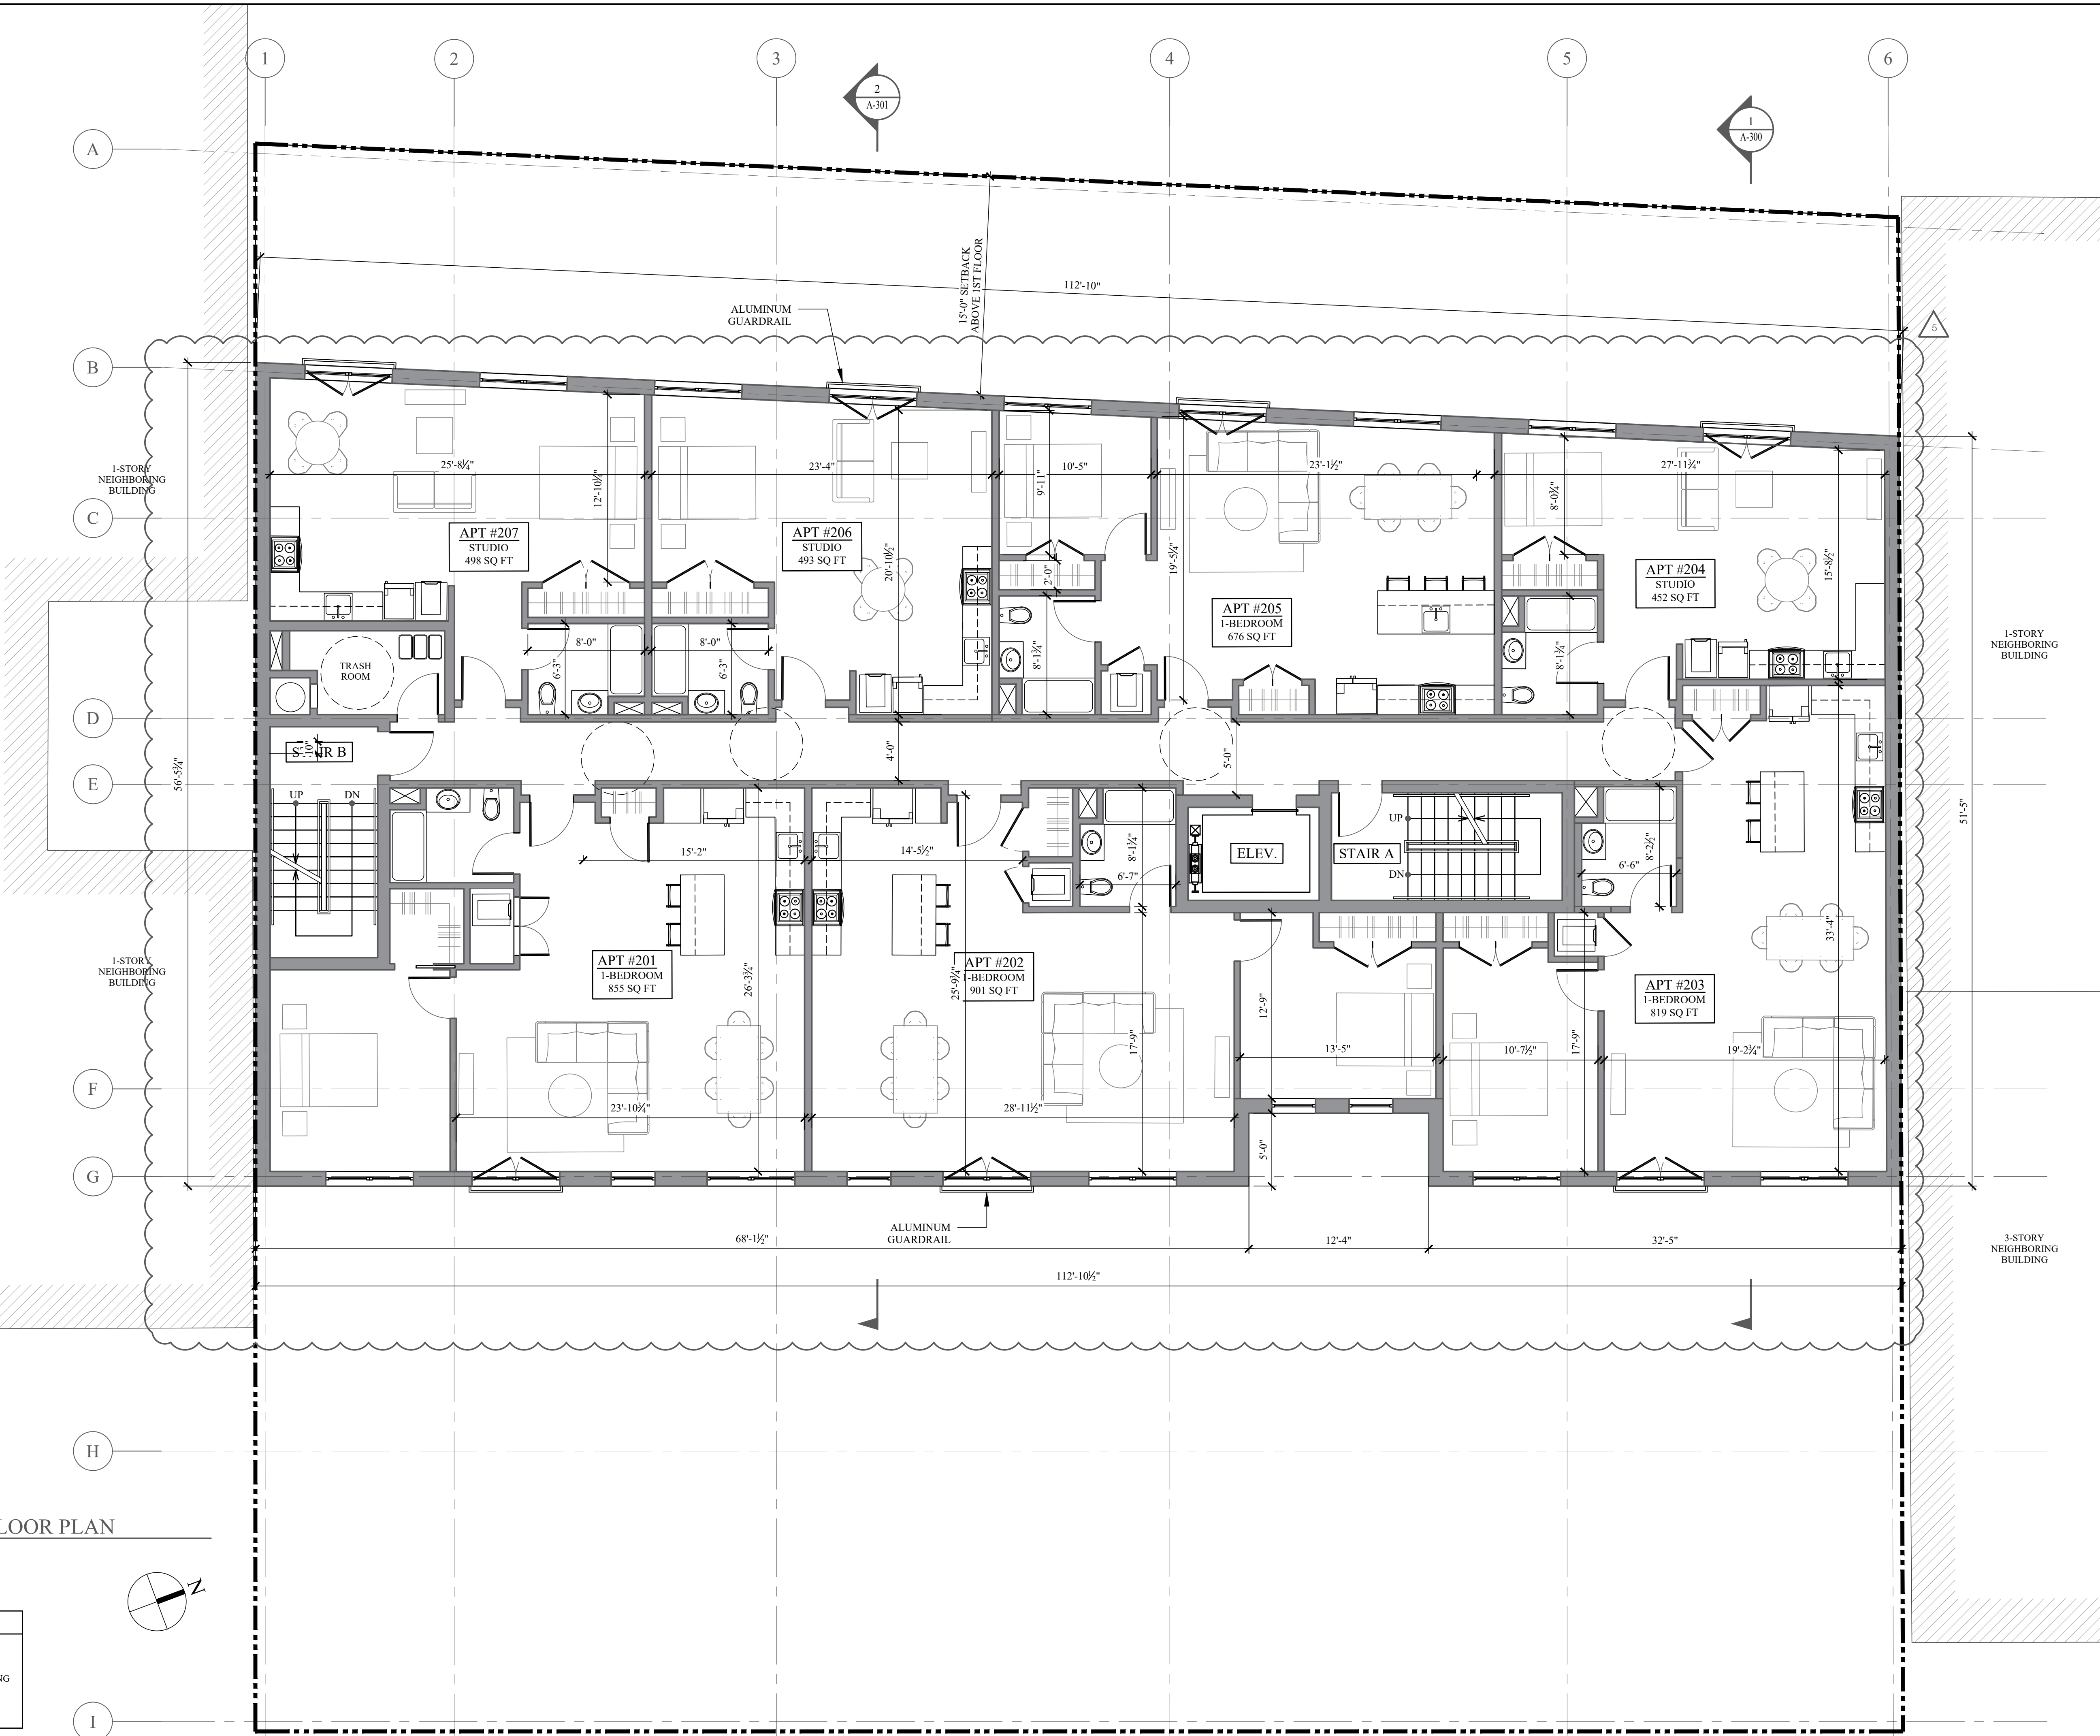 1
2
3
4
5
6
2
A-301
1
A-300
A
15'-0" SETBACK
ABOVE 1ST FLOOR
112'-10"
ALUMINUM
GUARDRAIL
5
B
1-STORY
NEIGHBORING
BUILDING
25'-8¼"
12'-10¼"
23'-4"
20'-10½"
10'-5"
9'-11"
23'-1½"
19'-5¼"
27'-11¾"
8'-0¾"
15'-8½"
C
APT #207
STUDIO
498 SQ FT
APT #206
STUDIO
493 SQ FT
2'-0"
APT #205
1-BEDROOM
676 SQ FT
APT #204
STUDIO
452 SQ FT
1-STORY
NEIGHBORING
BUILDING
TRASH
ROOM
8'-0"
6'-3"
8'-0"
6'-3"
8'-1¾"
8'-1¾"
D
STAIR B
4'-0"
5'-0"
56'-5¾"
E
UP
DN
15'-2"
14'-5½"
8'-1¾"
6'-7"
ELEV.
STAIR A
UP
DN
8'-2½"
6'-6"
51'-5"
1-STORY
NEIGHBORING
BUILDING
APT #201
1-BEDROOM
855 SQ FT
26'-3¾"
APT #202
1-BEDROOM
901 SQ FT
25'-9¾"
17'-9"
12'-9"
13'-5"
10'-7½"
17'-9"
APT #203
1-BEDROOM
819 SQ FT
33'-4"
19'-2¾"
F
23'-10¾"
28'-11½"
5'-0"
G
ALUMINUM
GUARDRAIL
68'-1½"
12'-4"
32'-5"
112'-10½"
3-STORY
NEIGHBORING
BUILDING
H
LOOR PLAN
N
NG
I